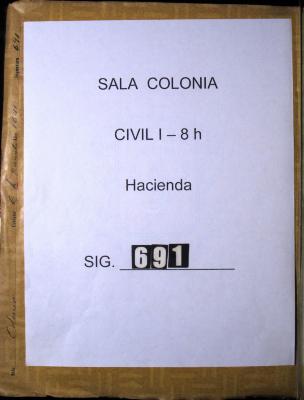 SALA COLONIA
CIVIL I – 8 h
Hacienda
SIG. 691